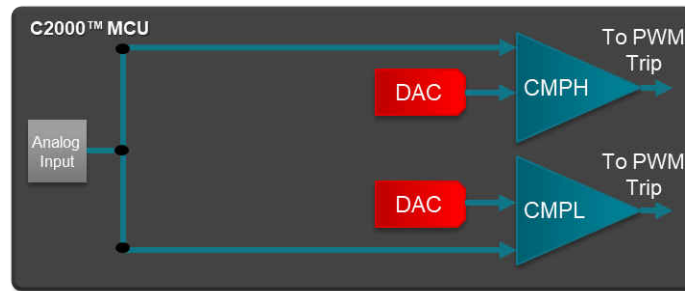 C2000™ MCU
To PWM
Trip
DAC
CMPH
Analog
Input
To PWM
Trip
DAC
CMPL